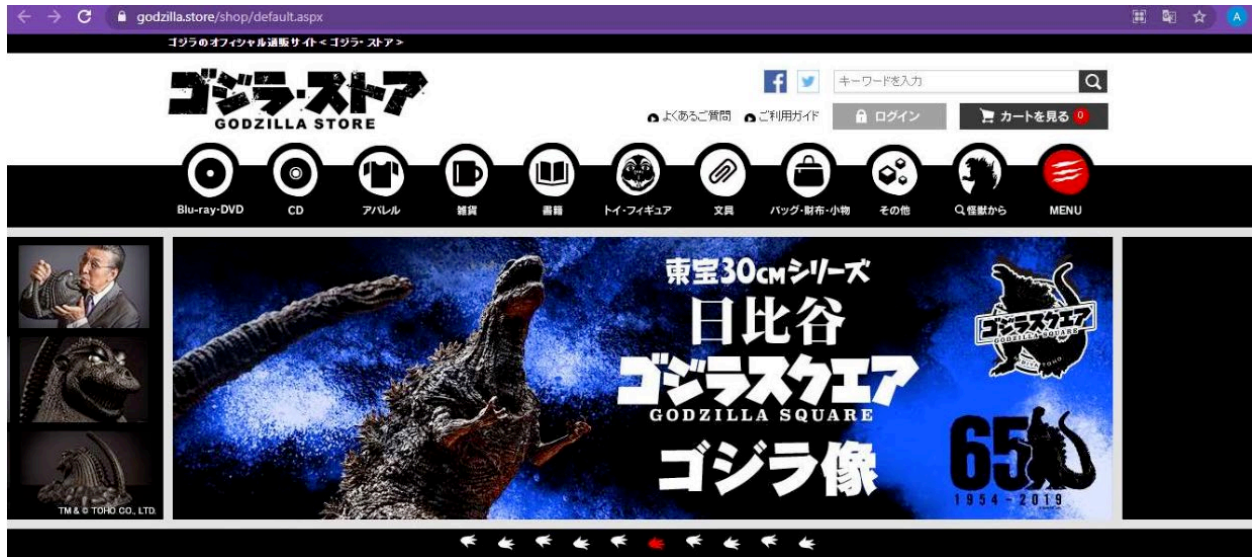 godzilla.store/shop/default.aspx
A
ゴジラのオフィシャル通販サイト<ゴジラ・ストア>
ゴジラ・ストア
GODZILLA STORE
キーワードを入力
よくあるご質問
ご利用ガイド
ログイン
カートを見る 0
Blu-ray・DVD
CD
アパレル
雑貨
書籍
トイ・フィギュア
文具
バッグ・財布・小物
その他
怪獣から
MENU
東宝30CMシリーズ
日比谷
ゴジラスクエア
GODZILLA SQUARE
ゴジラ像
ゴジラスクエア
GODZILLA SQUARE
65
1954-2019
TM & © TOHO CO., LTD.